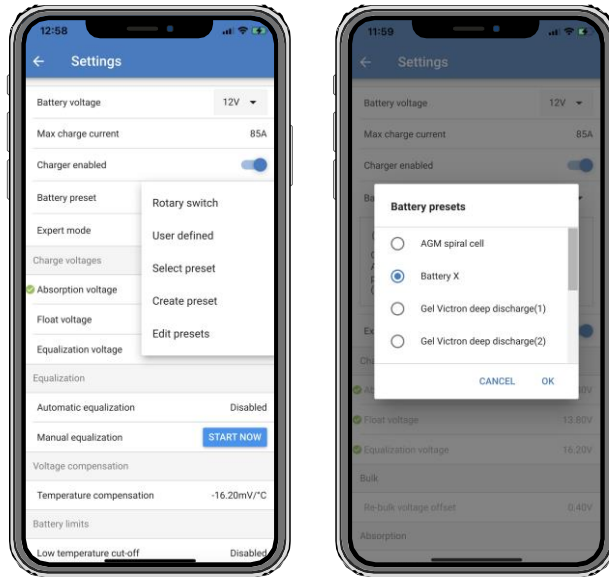 12:58
Settings
Battery voltage 12V
Max charge current 85A
Charger enabled
Battery preset
Rotary switch
Expert mode
User defined
Charge voltages
Select preset
Absorption voltage
Create preset
Float voltage
Edit presets
Equalization voltage
Equalization
Automatic equalization Disabled
Manual equalization START NOW
Voltage compensation
Temperature compensation -16.20mV/°C
Battery limits
Low temperature cut-off Disabled
11:59
Settings
Battery voltage 12V
Max charge current 85A
Charger enabled
Ba
Battery presets
AGM spiral cell
Battery X
Gel Victron deep discharge(1)
Gel Victron deep discharge(2)
Ex
CANCEL OK
Float voltage 13.80V
Equalization voltage 16.20V
Bulk
Re-bulk voltage offset 0.40V
Absorption